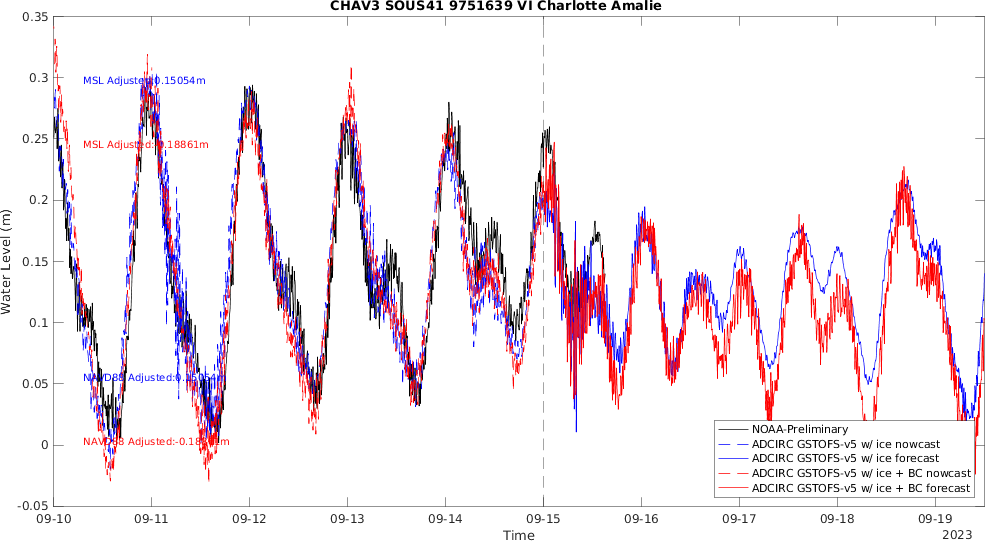 CHAV3 SOUS41 9751639 VI Charlotte Amalie
0.35
0.3
0.25
0.2
0.15
0.1
0.05
0
-0.05
Water Level (m)
MSL Adjusted:0.15054m
MSL Adjusted:-0.18861m
NAVD88 Adjusted:0.15054m
NAVD88 Adjusted:-0.18861m
NOAA-Preliminary
ADCIRC GSTOFS-v5 w/ ice nowcast
ADCIRC GSTOFS-v5 w/ ice forecast
ADCIRC GSTOFS-v5 w/ ice + BC nowcast
ADCIRC GSTOFS-v5 w/ ice + BC forecast
09-10 09-11 09-12 09-13 09-14 09-15 09-16 09-17 09-18 09-19
Time
2023